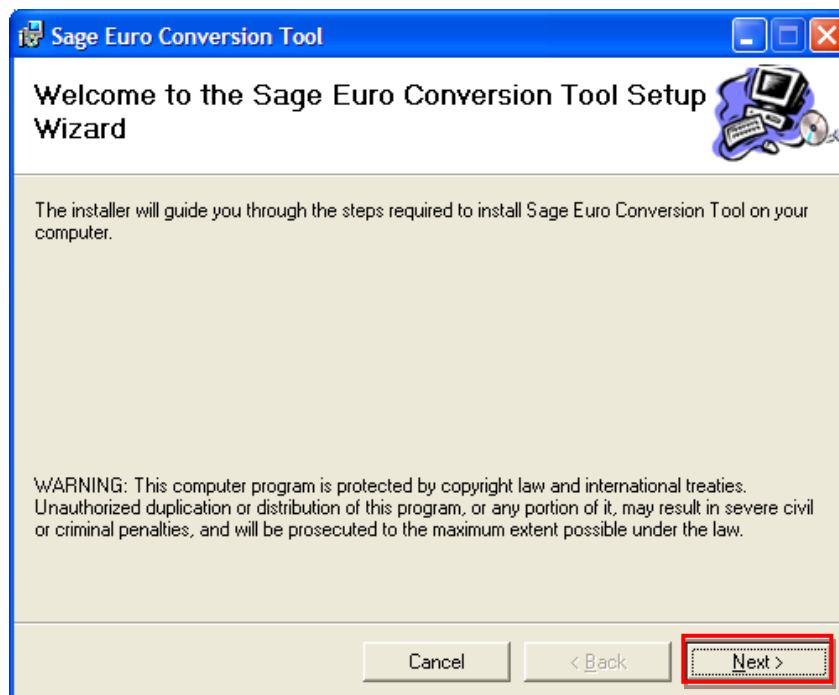 Sage Euro Conversion Tool
Welcome to the Sage Euro Conversion Tool Setup
Wizard
The installer will guide you through the steps required to install Sage Euro Conversion Tool on your
computer.
WARNING: This computer program is protected by copyright law and international treaties.
Unauthorized duplication or distribution of this program, or any portion of it, may result in severe civil
or criminal penalties, and will be prosecuted to the maximum extent possible under the law.
Cancel
< Back
Next >